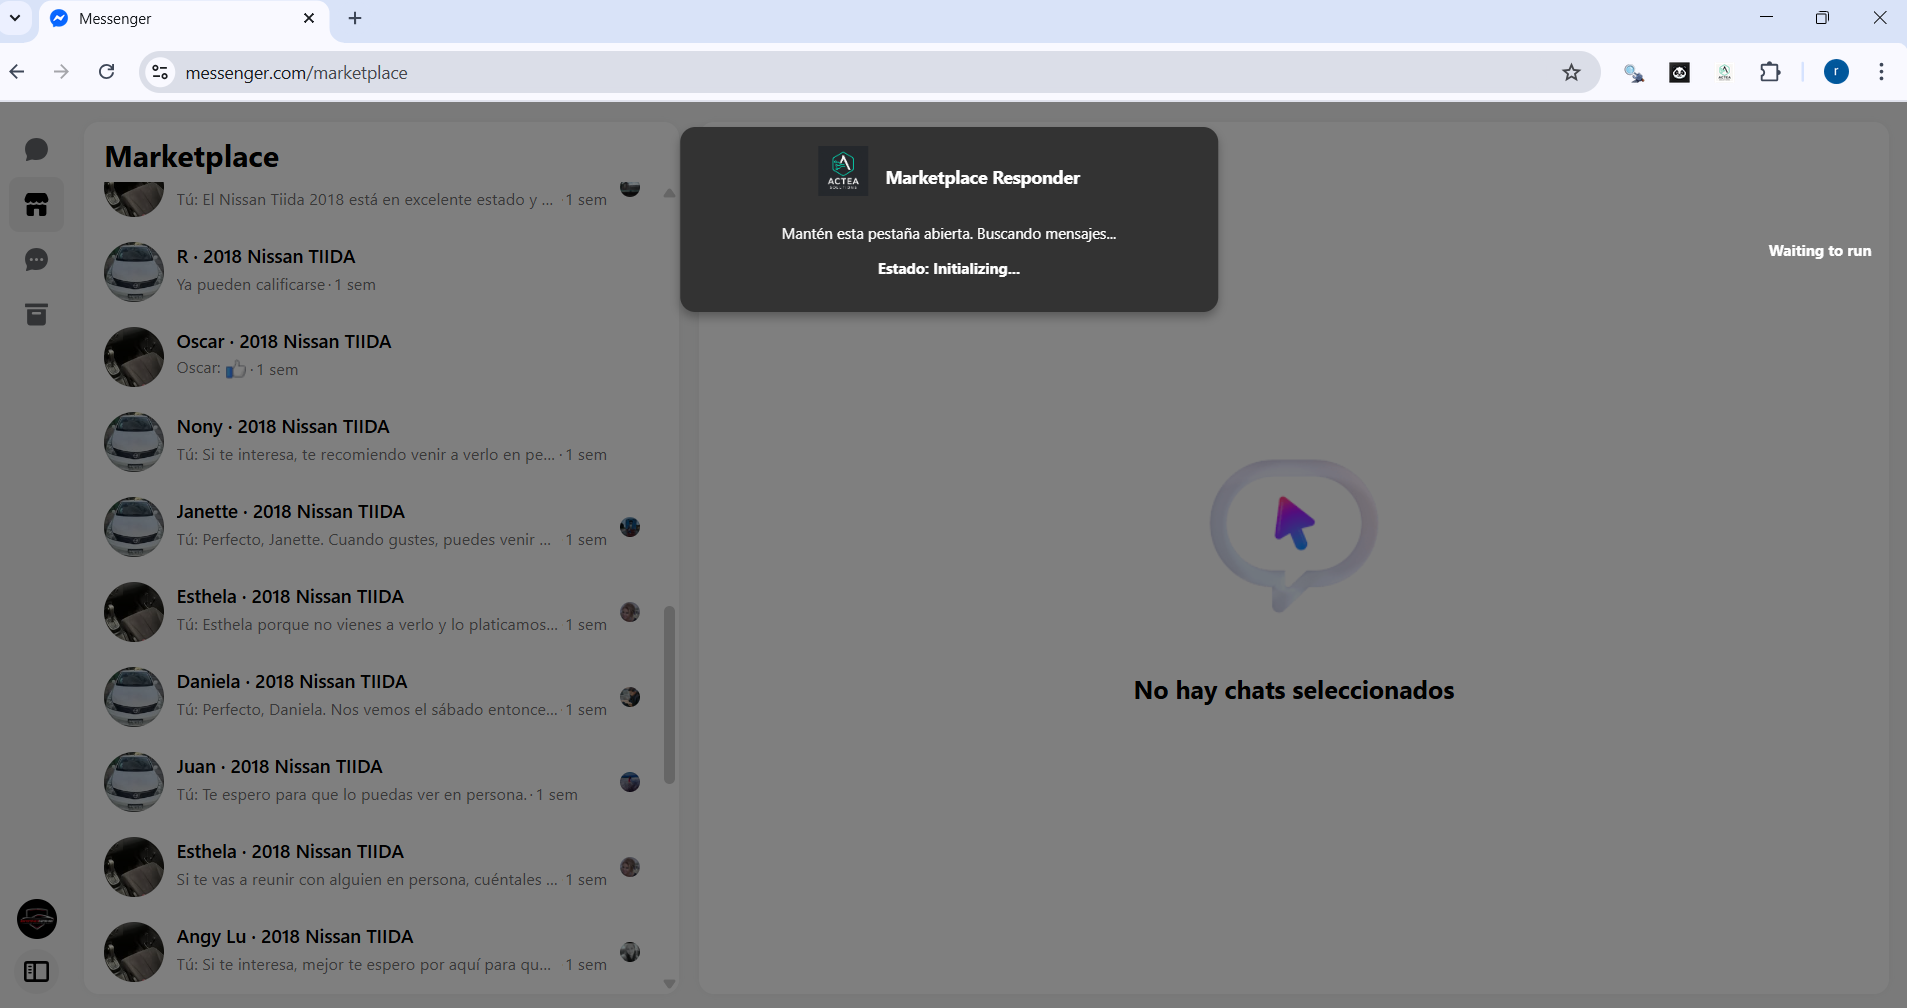 Messenger
messenger.com/marketplace
r
Marketplace
Tú: El Nissan Tiida 2018 está en excelente estado y ... · 1 sem
R · 2018 Nissan TIIDA
Ya pueden calificarse · 1 sem
Oscar · 2018 Nissan TIIDA
Oscar: 👍 · 1 sem
Nony · 2018 Nissan TIIDA
Tú: Si te interesa, te recomiendo venir a verlo en pe... · 1 sem
Janette · 2018 Nissan TIIDA
Tú: Perfecto, Janette. Cuando gustes, puedes venir ... 1 sem
Esthela · 2018 Nissan TIIDA
Tú: Esthela porque no vienes a verlo y lo platicamos... 1 sem
Daniela · 2018 Nissan TIIDA
Tú: Perfecto, Daniela. Nos vemos el sábado entonce... · 1 sem
Juan · 2018 Nissan TIIDA
Tú: Te espero para que lo puedas ver en persona. · 1 sem
Esthela · 2018 Nissan TIIDA
Si te vas a reunir con alguien en persona, cuéntales ... 1 sem
Angy Lu · 2018 Nissan TIIDA
Tú: Si te interesa, mejor te espero por aquí para qu... 1 sem
ACTEA
SOLUTIONS
Marketplace Responder
Mantén esta pestaña abierta. Buscando mensajes...
Estado: Initializing...
Waiting to run
No hay chats seleccionados